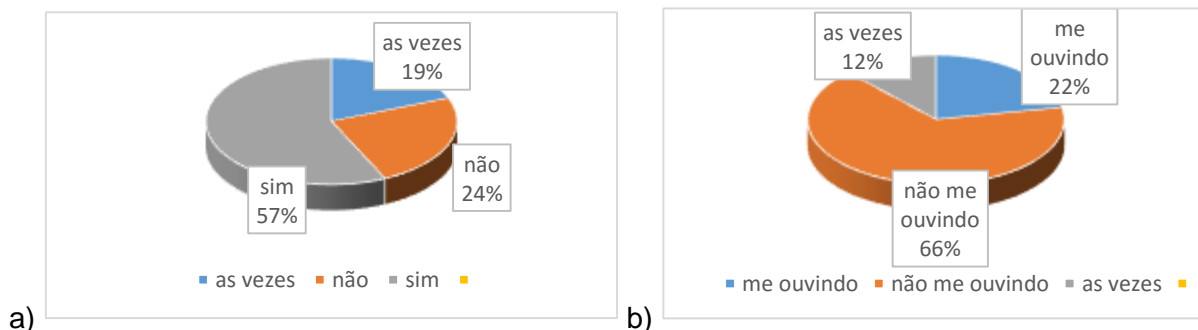 as vezes
19%
não
24%
sim
57%
as vezes não sim
a)
as vezes
12%
me
ouvindo
22%
não me
ouvindo
66%
me ouvindo não me ouvindo as vezes
b)